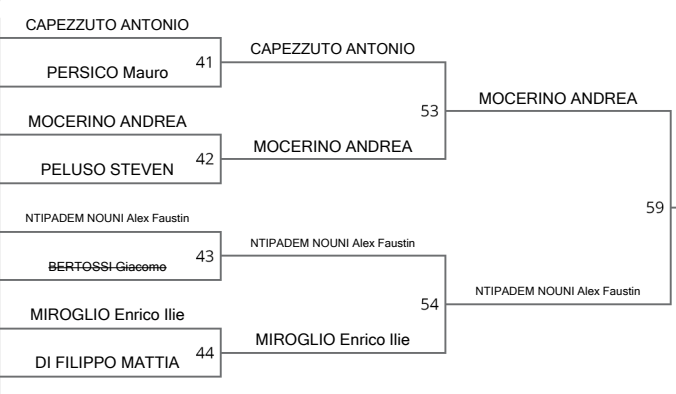 CAPEZZUTO ANTONIO
41
PERSICO Mauro
CAPEZZUTO ANTONIO
MOCERINO ANDREA
42
PELUSO STEVEN
MOCERINO ANDREA
53
MOCERINO ANDREA
NTIPADEM NOUNI Alex Faustin
43
BERTOSSI Giacomo
NTIPADEM NOUNI Alex Faustin
MIROGLIO Enrico Ilie
44
DI FILIPPO MATTIA
MIROGLIO Enrico Ilie
54
NTIPADEM NOUNI Alex Faustin
59